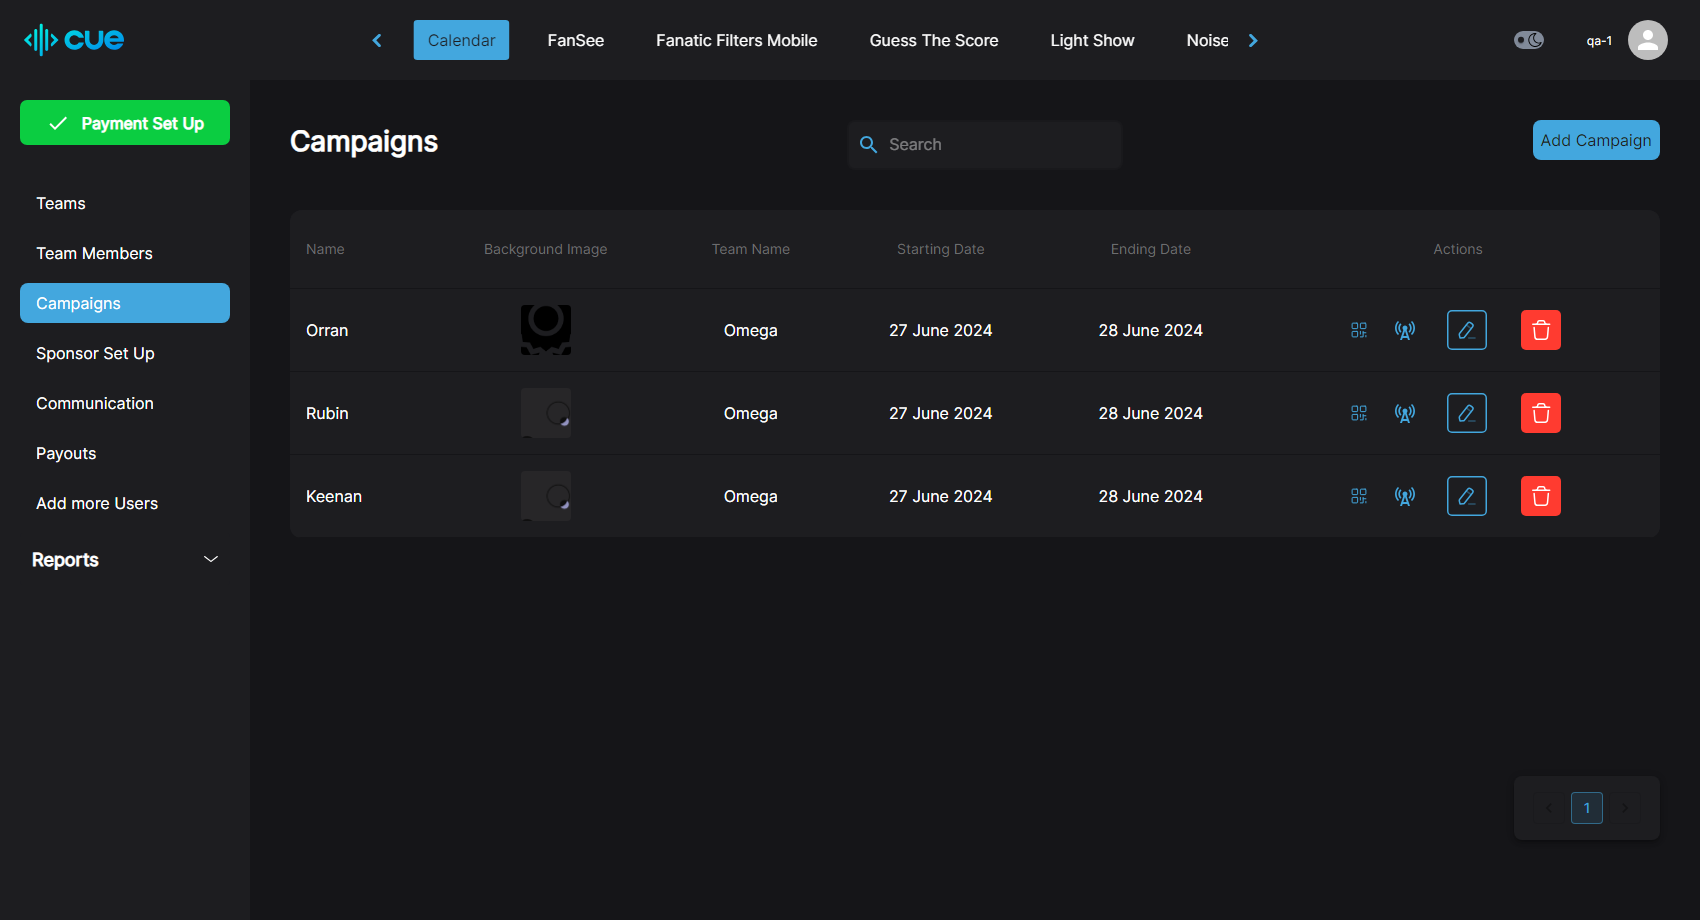 cue
Calendar FanSee Fanatic Filters Mobile Guess The Score Light Show Noise
qa-1
Payment Set Up
Teams
Team Members
Campaigns
Sponsor Set Up
Communication
Payouts
Add more Users
Reports
Campaigns
Search
Add Campaign
Name Background Image Team Name Starting Date Ending Date Actions
Orran Omega 27 June 2024 28 June 2024
Rubin Omega 27 June 2024 28 June 2024
Keenan Omega 27 June 2024 28 June 2024
1